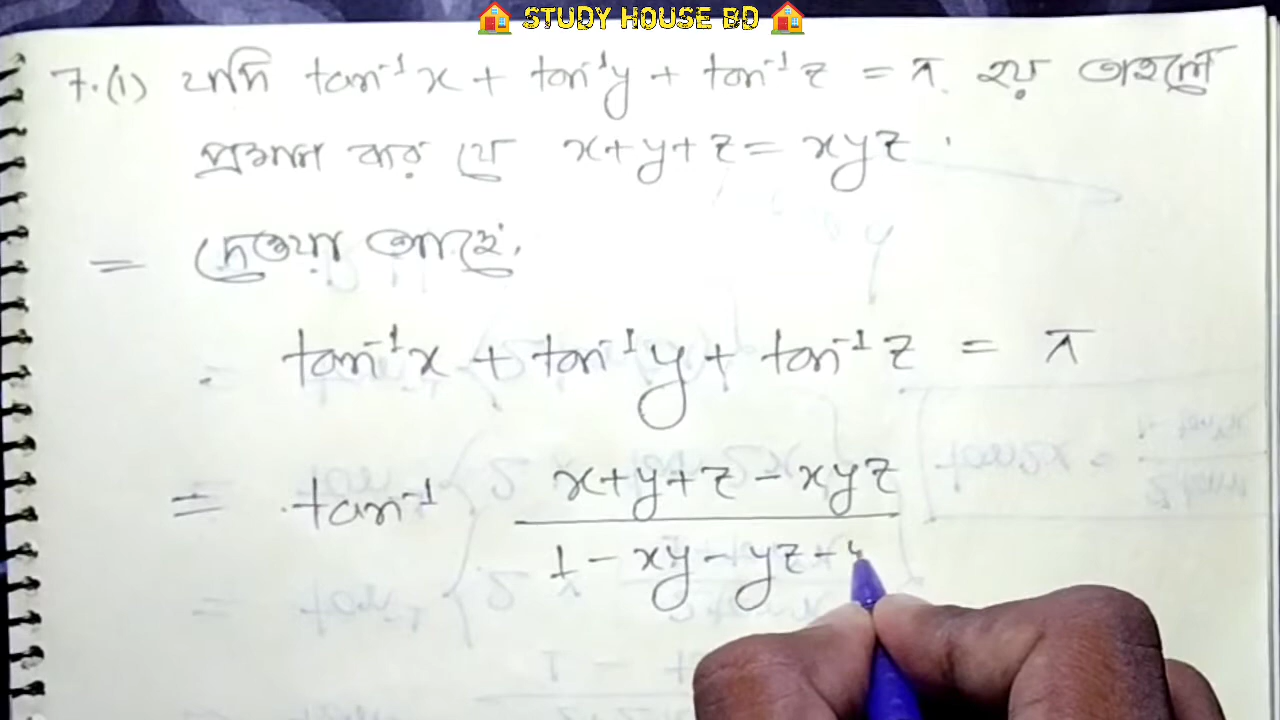 🏠 STUDY HOUSE BD 🏠
7.(1) যদি tan⁻¹x + tan⁻¹y + tan⁻¹z = π হয় তাহলে
প্রমাণ কর যে x+y+z = xyz .
= দেওয়া আছে,
tan⁻¹x + tan⁻¹y + tan⁻¹z = π
= tan⁻¹ x+y+z-xyz
1-xy-yz-